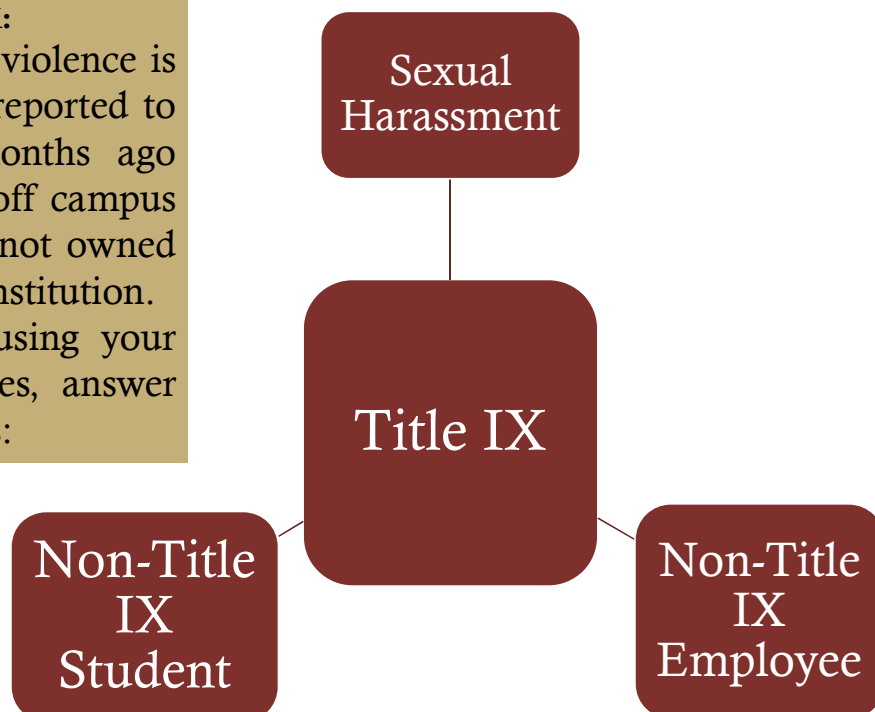 violence is
reported to
onths ago
off campus
not owned
nstitution.
using your
es, answer
:
Sexual
Harassment
Title IX
Non-Title
IX
Student
Non-Title
IX
Employee